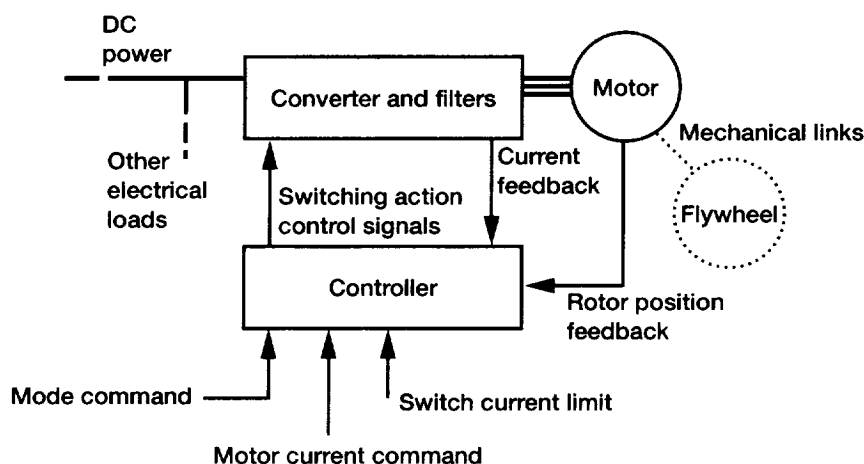 DC
power
Converter and filters
Motor
Mechanical links
Other
electrical
loads
Switching action
control signals
Current
feedback
Flywheel
Controller
Rotor position
feedback
Mode command
Switch current limit
Motor current command